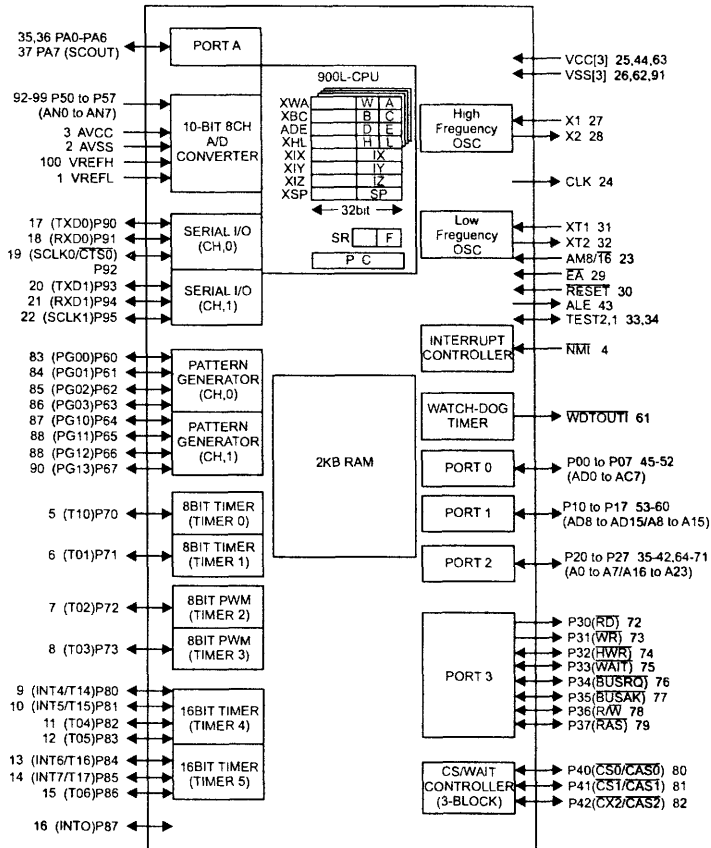 35,36 PA0-PA6
37 PA7 (SCOUT)
PORT A
92-99 P50 to P57
(AN0 to AN7)
3 AVCC
2 AVSS
100 VREFH
1 VREFL
10-BIT 8CH
A/D
CONVERTER
17 (TXD0)P90
18 (RXD0)P91
19 (SCLK0/CTS0)
P92
SERIAL I/O
(CH,0)
20 (TXD1)P93
21 (RXD1)P94
22 (SCLK1)P95
SERIAL I/O
(CH,1)
83 (PG00)P60
84 (PG01)P61
85 (PG02)P62
86 (PG03)P63
PATTERN
GENERATOR
(CH,0)
87 (PG10)P64
88 (PG11)P65
88 (PG12)P66
90 (PG13)P67
PATTERN
GENERATOR
(CH,1)
5 (T10)P70
8BIT TIMER
(TIMER 0)
6 (T01)P71
8BIT TIMER
(TIMER 1)
7 (T02)P72
8BIT PWM
(TIMER 2)
8 (T03)P73
8BIT PWM
(TIMER 3)
9 (INT4/T14)P80
10 (INT5/T15)P81
11 (T04)P82
12 (T05)P83
16BIT TIMER
(TIMER 4)
13 (INT6/T16)P84
14 (INT7/T17)P85
15 (T06)P86
16BIT TIMER
(TIMER 5)
16 (INTO)P87
900L-CPU
XWA W A
XBC B C
ADE D E
XHL H L
XIX IX
XIY IY
XIZ IZ
XSP SP
32bit
SR F
P C
2KB RAM
VCC[3] 25,44,63
VSS[3] 26,62,91
High
Freguency
OSC
X1 27
X2 28
CLK 24
Low
Freguency
OSC
XT1 31
XT2 32
AM8/16 23
EA 29
RESET 30
ALE 43
TEST2,1 33,34
INTERRUPT
CONTROLLER
NMI 4
WATCH-DOG
TIMER
WDTOUTI 61
PORT 0
P00 to P07 45-52
(AD0 to AC7)
PORT 1
P10 to P17 53-60
(AD8 to AD15/A8 to A15)
PORT 2
P20 to P27 35-42,64-71
(A0 to A7/A16 to A23)
PORT 3
P30(RD) 72
P31(WR) 73
P32(HWR) 74
P33(WAIT) 75
P34(BUSRQ) 76
P35(BUSAK) 77
P36(R/W 78
P37(RAS) 79
CS/WAIT
CONTROLLER
(3-BLOCK)
P40(CS0/CAS0) 80
P41(CS1/CAS1) 81
P42(CX2/CAS2) 82